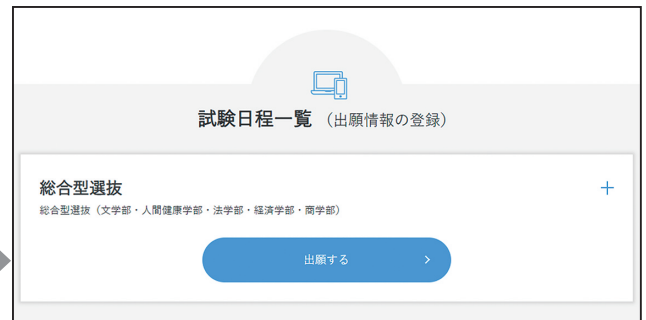 試験日程一覧 （出願情報の登録）
総合型選抜
総合型選抜（文学部・人間健康学部・法学部・経済学部・商学部）
出願する